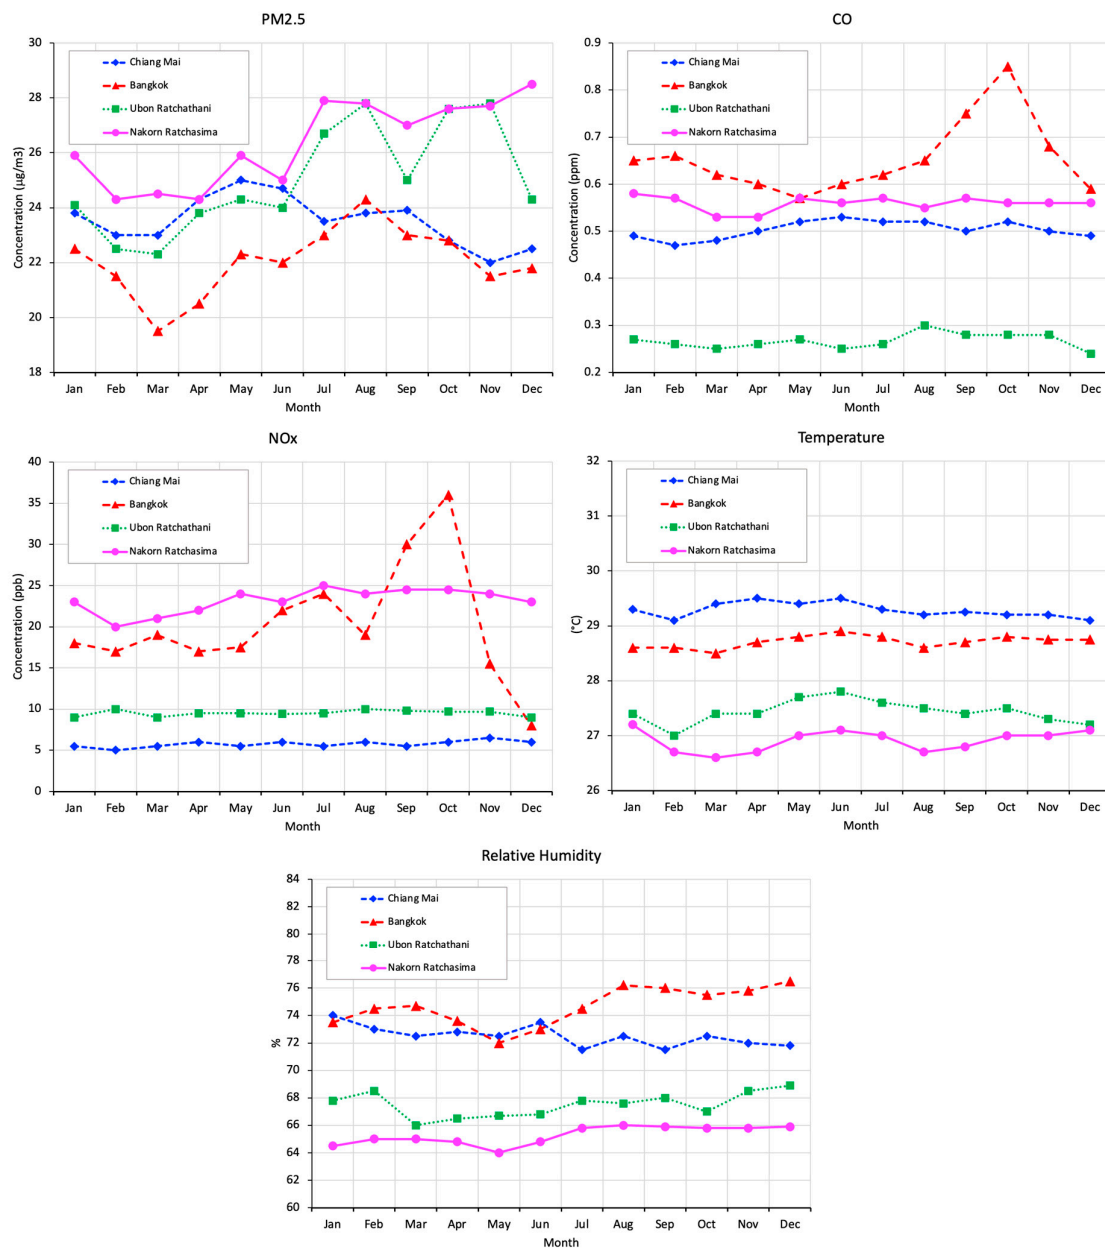 PM2.5
30
28
26
24
22
20
18
Concentration (µg/m3)
Chiang Mai
Bangkok
Ubon Ratchathani
Nakorn Ratchasima
Jan Feb Mar Apr May Jun Jul Aug Sep Oct Nov Dec
Month
CO
0.9
0.8
0.7
0.6
0.5
0.4
0.3
0.2
Concentration (ppm)
Chiang Mai
Bangkok
Ubon Ratchathani
Nakorn Ratchasima
Jan Feb Mar Apr May Jun Jul Aug Sep Oct Nov Dec
Month
NOx
40
35
30
25
20
15
10
5
0
Concentration (ppb)
Chiang Mai
Bangkok
Ubon Ratchathani
Nakorn Ratchasima
Jan Feb Mar Apr May Jun Jul Aug Sep Oct Nov Dec
Month
Temperature
32
31
30
29
28
27
26
(°C)
Chiang Mai
Bangkok
Ubon Ratchathani
Nakorn Ratchasima
Jan Feb Mar Apr May Jun Jul Aug Sep Oct Nov Dec
Month
Relative Humidity
84
82
80
78
76
74
72
70
68
66
64
62
60
%
Chiang Mai
Bangkok
Ubon Ratchathani
Nakorn Ratchasima
Jan Feb Mar Apr May Jun Jul Aug Sep Oct Nov Dec
Month